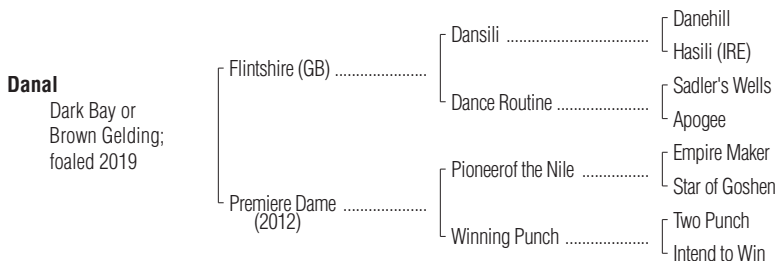 Danal
Dark Bay or
Brown Gelding;
foaled 2019
Flintshire (GB) ......................
Premiere Dame ....................
(2012)
Dansili ..................................
Dance Routine ......................
Pioneerof the Nile ................
Winning Punch ....................
Danehill
Hasili (IRE)
Sadler's Wells
Apogee
Empire Maker
Star of Goshen
Two Punch
Intend to Win